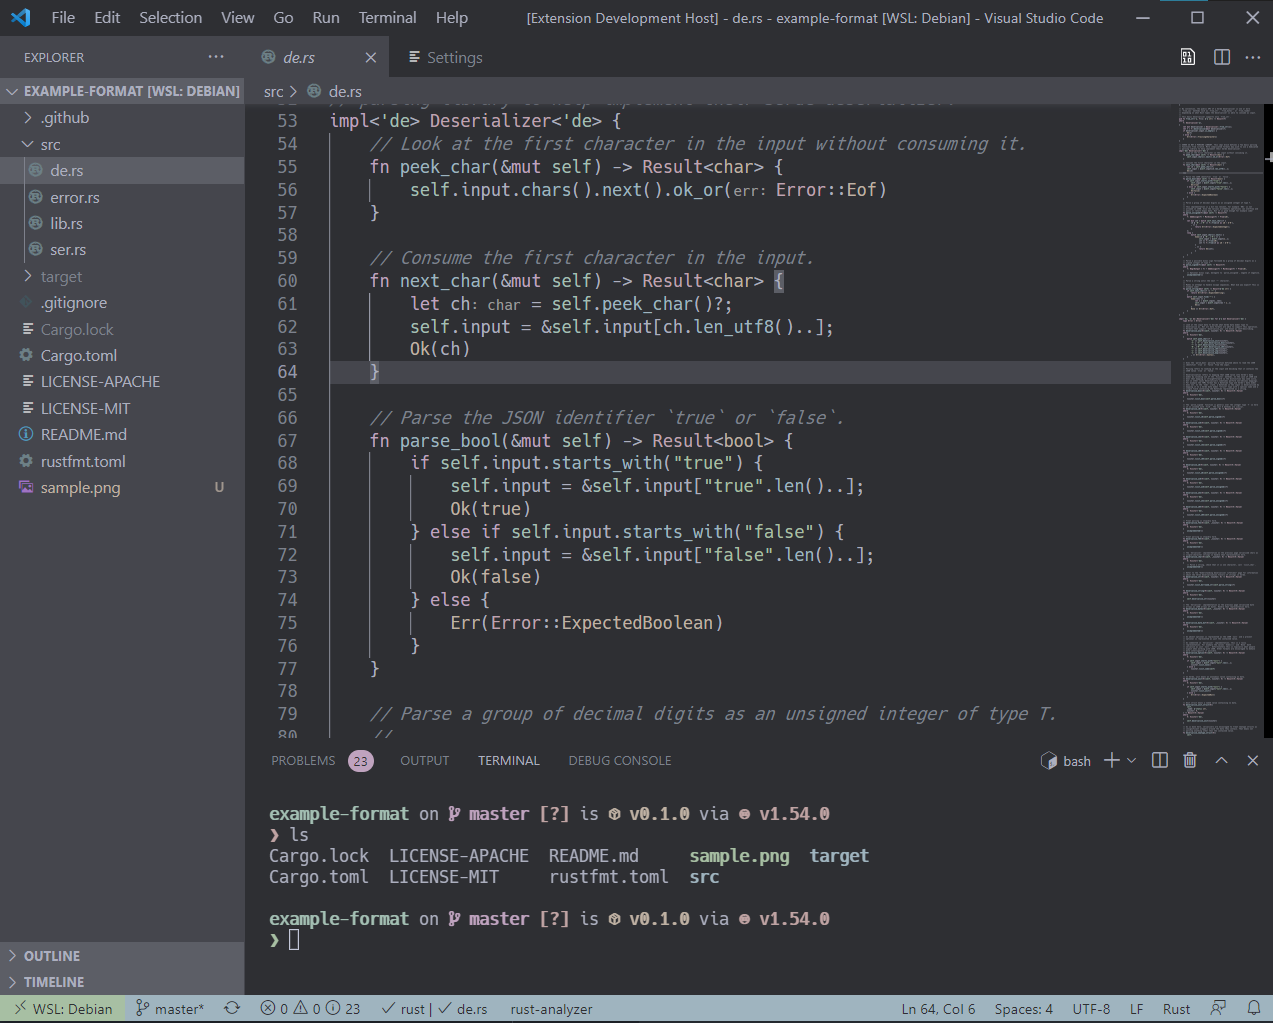 File Edit Selection View Go Run Terminal Help [Extension Development Host] - de.rs - example-format [WSL: Debian] - Visual Studio Code
EXPLORER
de.rs
Settings
EXAMPLE-FORMAT [WSL: DEBIAN]
.github
src
de.rs
error.rs
lib.rs
ser.rs
target
.gitignore
Cargo.lock
Cargo.toml
LICENSE-APACHE
LICENSE-MIT
README.md
rustfmt.toml
sample.png U
OUTLINE
TIMELINE
src > de.rs
53 impl<'de> Deserializer<'de> {
54 // Look at the first character in the input without consuming it.
55 fn peek_char(&mut self) -> Result<char> {
56 self.input.chars().next().ok_or(err: Error::Eof)
57 }
58
59 // Consume the first character in the input.
60 fn next_char(&mut self) -> Result<char> {
61 let ch: char = self.peek_char()?;
62 self.input = &self.input[ch.len_utf8()..];
63 Ok(ch)
64 }
65
66 // Parse the JSON identifier `true` or `false`.
67 fn parse_bool(&mut self) -> Result<bool> {
68 if self.input.starts_with("true") {
69 self.input = &self.input["true".len()..];
70 Ok(true)
71 } else if self.input.starts_with("false") {
72 self.input = &self.input["false".len()..];
73 Ok(false)
74 } else {
75 Err(Error::ExpectedBoolean)
76 }
77 }
78
79 // Parse a group of decimal digits as an unsigned integer of type T.
80 //
PROBLEMS 23 OUTPUT TERMINAL DEBUG CONSOLE bash
example-format on master [?] is v0.1.0 via v1.54.0
❯ ls
Cargo.lock LICENSE-APACHE README.md sample.png target
Cargo.toml LICENSE-MIT rustfmt.toml src
example-format on master [?] is v0.1.0 via v1.54.0
❯
WSL: Debian master* 0 0 23 rust | de.rs rust-analyzer Ln 64, Col 6 Spaces: 4 UTF-8 LF Rust